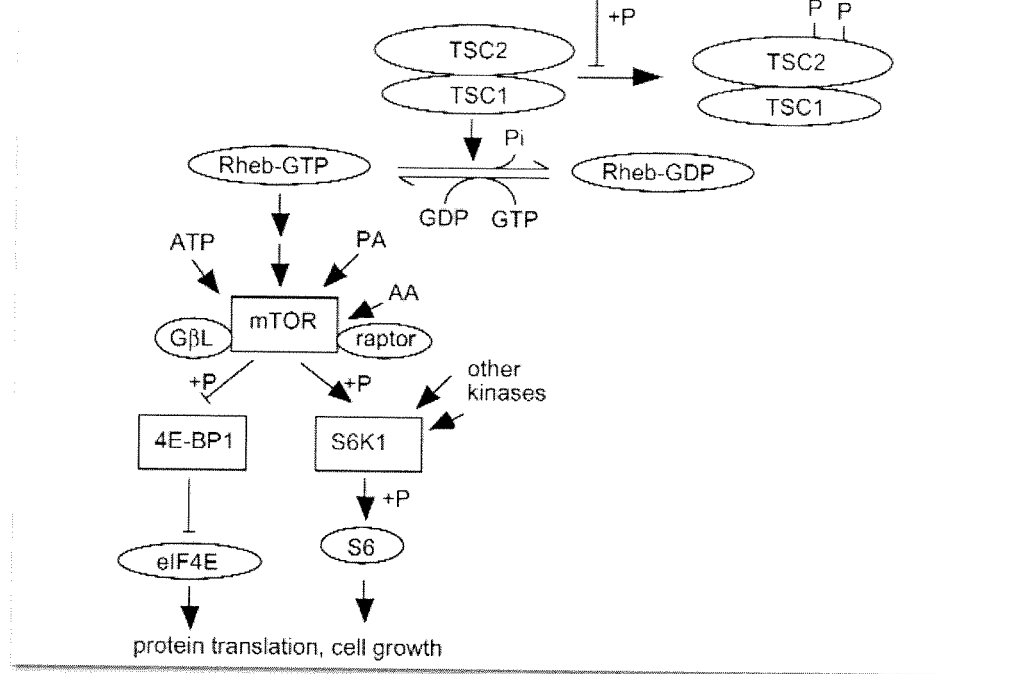 +P
P P
TSC2
TSC1
TSC2
TSC1
Pi
Rheb-GTP
Rheb-GDP
GDP GTP
ATP
PA
AA
mTOR
GβL
raptor
+P
+P
other
kinases
4E-BP1
S6K1
+P
eIF4E
S6
protein translation, cell growth